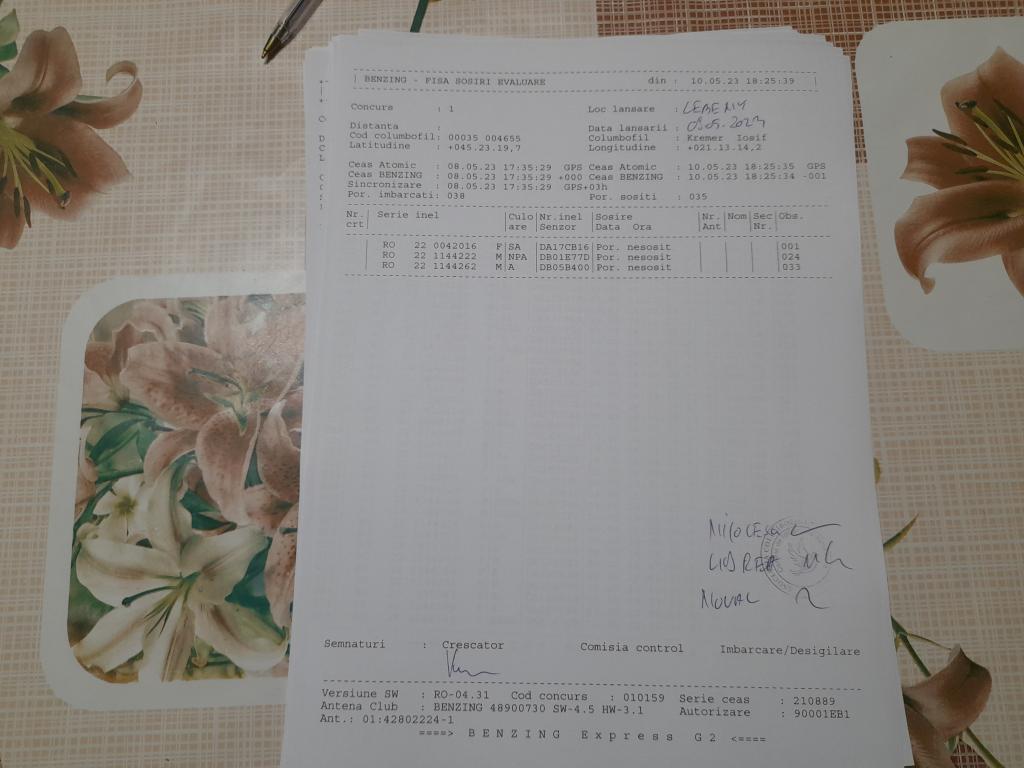 | BENZING - FISA SOSIRI EVALUARE din : 10.05.23 18:25:39 |
Concurs : 1 Loc lansare : LEBENY
Distanta : Data lansarii : 09.05.2023
Cod columbofil: 00035 004655 Columbofil : Kremer Iosif
Latitudine : +045.23.19,7 Longitudine : +021.13.14,2
Ceas Atomic : 08.05.23 17:35:29 GPS Ceas Atomic : 10.05.23 18:25:35 GPS
Ceas BENZING : 08.05.23 17:35:29 +000 Ceas BENZING : 10.05.23 18:25:34 -001
Sincronizare : 08.05.23 17:35:29 GPS+03h
Por. imbarcati: 038 Por. sositi : 035
Nr.| Serie inel |Culo|Nr.inel |Sosire |Nr.|Nom|Sec|Obs.
crt| |are |Senzor |Data Ora |Ant| |Nr.|
| RO 22 0042016 F|SA |DA17CB16|Por. nesosit | | | |001
| RO 22 1144222 M|NPA |DB01E77D|Por. nesosit | | | |024
| RO 22 1144262 M|A |DB05B400|Por. nesosit | | | |033
Semnaturi : Crescator Comisia control Imbarcare/Desigilare
Versiune SW : RO-04.31 Cod concurs : 010159 Serie ceas : 210889
Antena Club : BENZING 48900730 SW-4.5 HW-3.1 Autorizare : 90001EB1
Ant.: 01:42802224-1
====> B E N Z I N G E x p r e s s G 2 <====